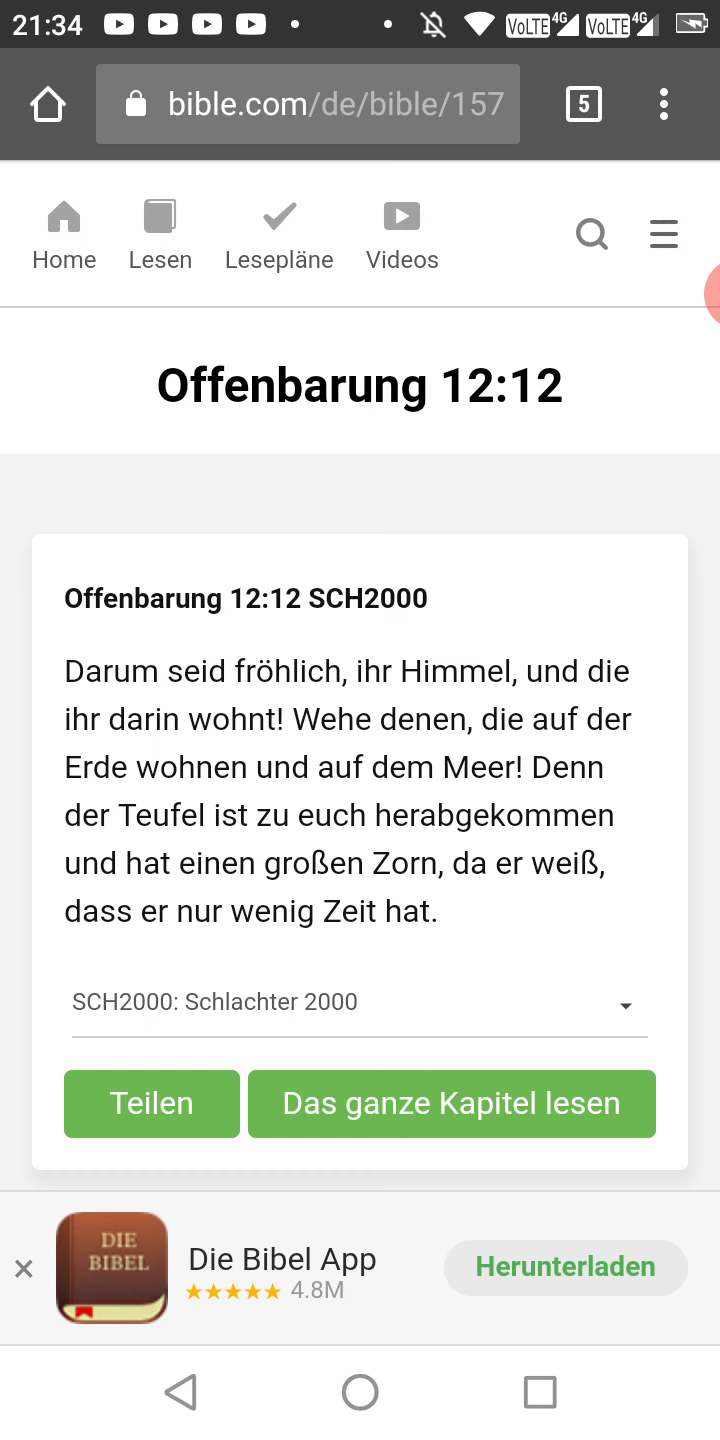 21:34
VoLTE 4G VoLTE 4G
bible.com/de/bible/157
5
Home Lesen Lesepläne Videos
Offenbarung 12:12
Offenbarung 12:12 SCH2000
Darum seid fröhlich, ihr Himmel, und die
ihr darin wohnt! Wehe denen, die auf der
Erde wohnen und auf dem Meer! Denn
der Teufel ist zu euch herabgekommen
und hat einen großen Zorn, da er weiß,
dass er nur wenig Zeit hat.
SCH2000: Schlachter 2000
Teilen Das ganze Kapitel lesen
DIE
BIBEL
Die Bibel App
4.8M
Herunterladen